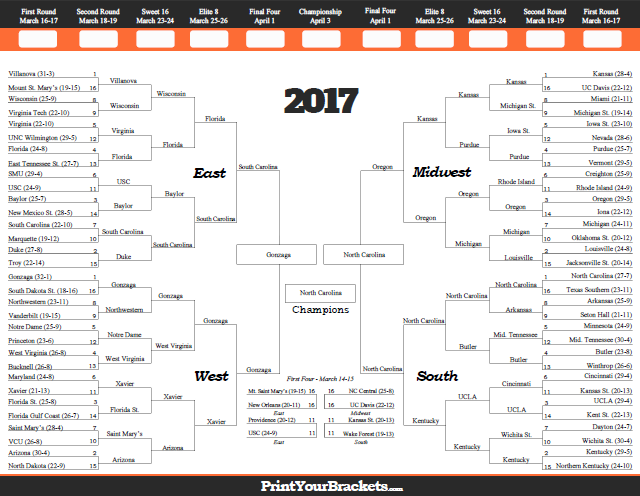 First Round Second Round Sweet 16 Elite 8 Final Four Championship Final Four Elite 8 Sweet 16 Second Round First Round
March 16-17 March 18-19 March 23-24 March 25-26 April 1 April 3 April 1 March 25-26 March 23-24 March 18-19 March 16-17
2017
Villanova (31-3) 1
Mount St. Mary's (19-15) 16
Wisconsin (25-9) 8
Virginia Tech (22-10) 9
Virginia (22-10) 5
UNC Wilmington (29-5) 12
Florida (24-8) 4
East Tennessee St. (27-7) 13
SMU (29-4) 6
USC (24-9) 11
Baylor (25-7) 3
New Mexico St. (28-5) 14
South Carolina (22-10) 7
Marquette (19-12) 10
Duke (27-8) 2
Troy (22-14) 15
Villanova
Wisconsin
Virginia
Florida
USC
Baylor
South Carolina
Duke
Wisconsin
Florida
Baylor
South Carolina
Florida
South Carolina
East
South Carolina
Gonzaga (32-1) 1
South Dakota St. (18-16) 16
Northwestern (23-11) 8
Vanderbilt (19-15) 9
Notre Dame (25-9) 5
Princeton (23-6) 12
West Virginia (26-8) 4
Bucknell (26-8) 13
Maryland (24-8) 6
Xavier (21-13) 11
Florida St. (25-8) 3
Florida Gulf Coast (26-7) 14
Saint Mary's (28-4) 7
VCU (26-8) 10
Arizona (30-4) 2
North Dakota (22-9) 15
Gonzaga
Northwestern
Notre Dame
West Virginia
Xavier
Florida St.
Saint Mary's
Arizona
Gonzaga
West Virginia
Xavier
Arizona
Gonzaga
Xavier
West
Gonzaga
Gonzaga
North Carolina
North Carolina
Champions
First Four - March 14-15
Mt. Saint Mary's (19-15) 16 16 NC Central (25-8)
New Orleans (20-11) 16 16 UC Davis (22-12)
East Midwest
Providence (20-12) 11 11 Kansas St. (20-13)
USC (24-9) 11 11 Wake Forest (19-13)
East South
Oregon
Midwest
Kansas
Oregon
Kansas
Purdue
Oregon
Michigan
Kansas
Michigan St.
Iowa St.
Purdue
Rhode Island
Oregon
Michigan
Louisville
1 Kansas (28-4)
16 UC Davis (22-12)
8 Miami (21-11)
9 Michigan St. (19-14)
5 Iowa St. (23-10)
12 Nevada (28-6)
4 Purdue (25-7)
13 Vermont (29-5)
6 Creighton (25-9)
11 Rhode Island (24-9)
3 Oregon (29-5)
14 Iona (22-12)
7 Michigan (24-11)
10 Oklahoma St. (20-12)
2 Louisville (24-8)
15 Jacksonville St. (20-14)
North Carolina
South
North Carolina
Kentucky
North Carolina
Butler
UCLA
Kentucky
North Carolina
Arkansas
Mid. Tennessee
Butler
Cincinnati
UCLA
Wichita St.
Kentucky
1 North Carolina (27-7)
16 Texas Southern (23-11)
8 Arkansas (25-9)
9 Seton Hall (21-11)
5 Minnesota (24-9)
12 Mid. Tennessee (30-4)
4 Butler (23-8)
13 Winthrop (26-6)
6 Cincinnati (29-4)
11 Kansas St. (20-13)
3 UCLA (29-4)
14 Kent St. (22-13)
7 Dayton (24-7)
10 Wichita St. (30-4)
2 Kentucky (29-5)
15 Northern Kentucky (24-10)
PrintYourBrackets.com